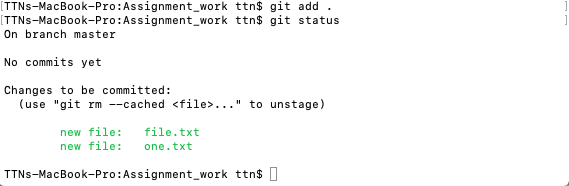 [TTNs-MacBook-Pro:Assignment_work ttn$ git add .]
[TTNs-MacBook-Pro:Assignment_work ttn$ git status]
On branch master
No commits yet
Changes to be committed:
  (use "git rm --cached <file>..." to unstage)
        new file:   file.txt
        new file:   one.txt
TTNs-MacBook-Pro:Assignment_work ttn$